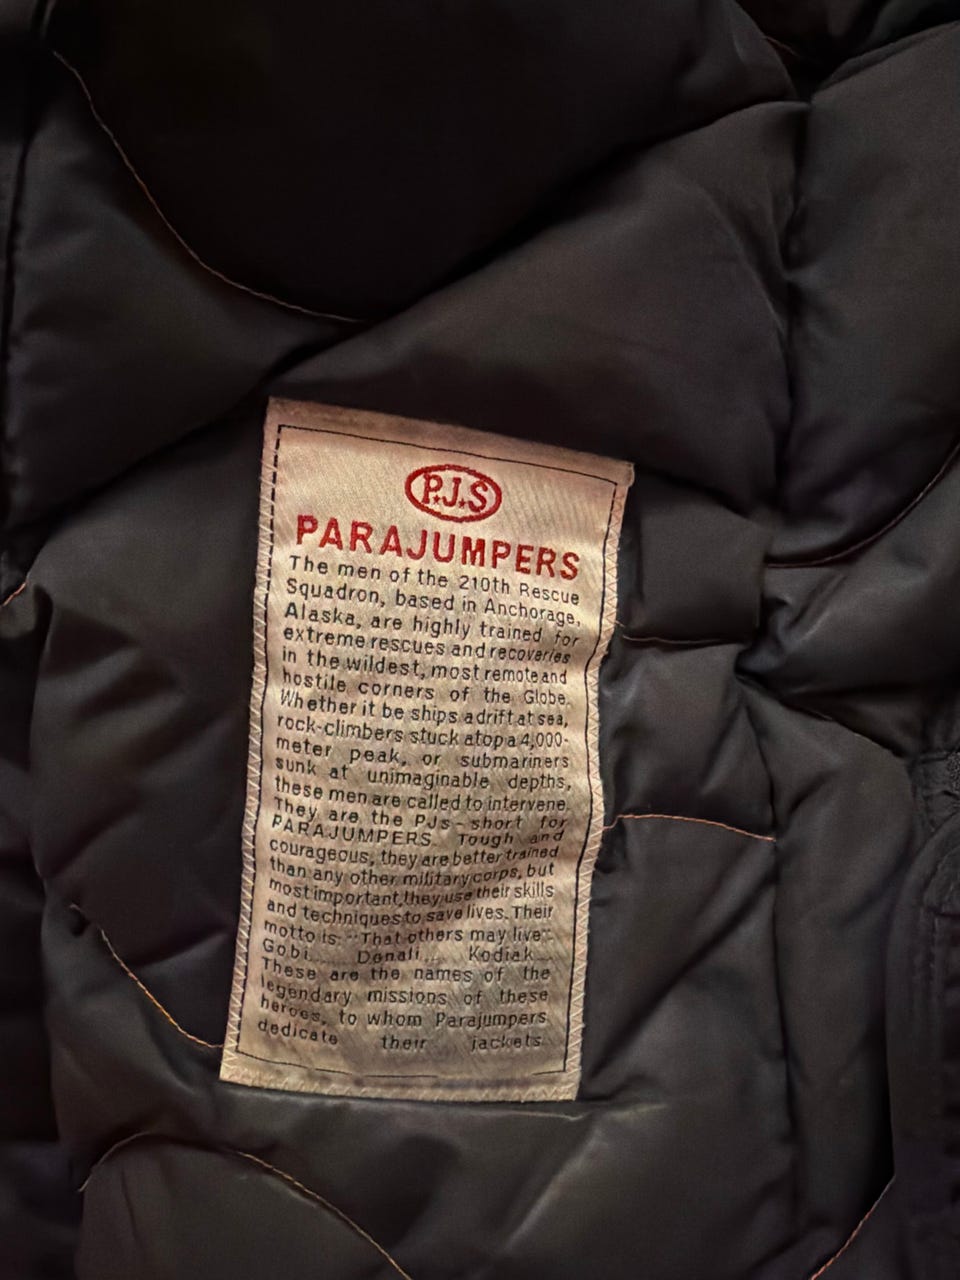 P.J.S
PARAJUMPERS
The men of the 210th Rescue
Squadron, based in Anchorage,
Alaska, are highly trained for
extreme rescues and recoveries
in the wildest, most remote and
hostile corners of the Globe.
Whether it be ships adrift at sea,
rock-climbers stuck atop a 4,000-
meter peak, or submariners
sunk at unimaginable depths,
these men are called to intervene.
They are the PJs - short for
PARAJUMPERS. Tough and
courageous, they are better trained
than any other military corps, but
most important, they use their skills
and techniques to save lives. Their
motto is: "That others may live".
Gobi... Denali... Kodiak...
These are the names of the
legendary missions of these
heroes, to whom Parajumpers
dedicate their jackets